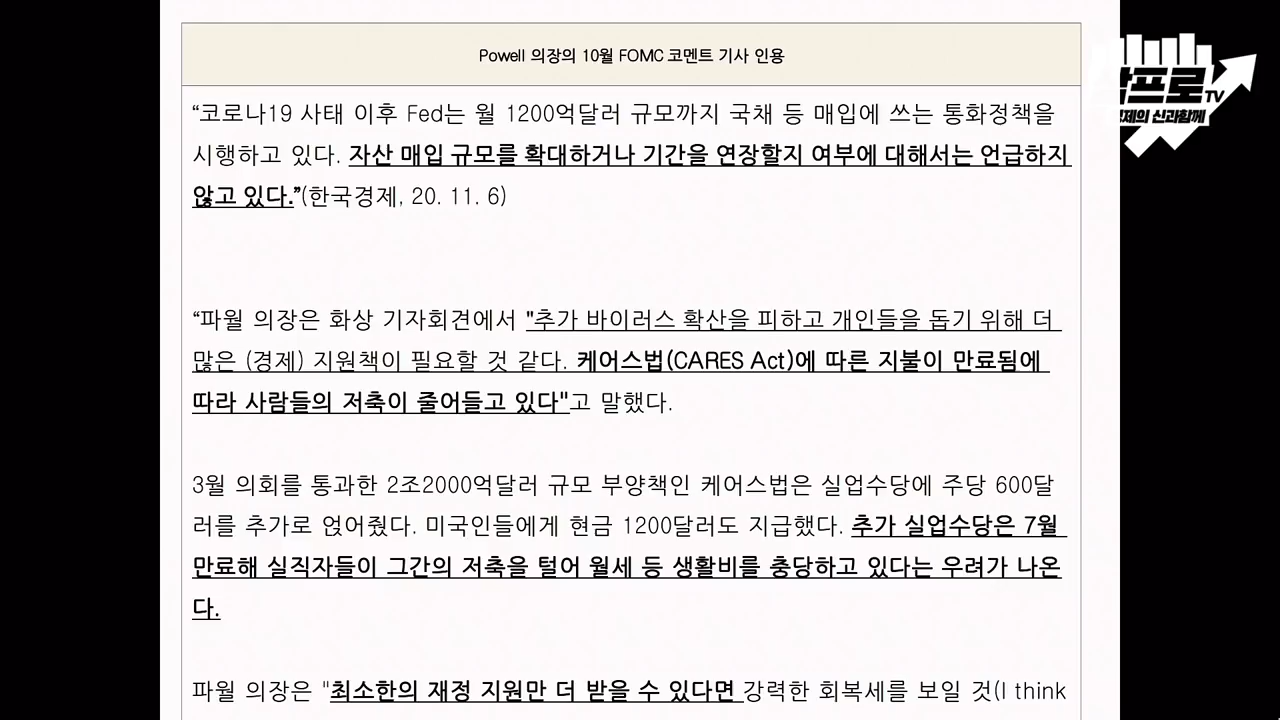 Powell 의장의 10월 FOMC 코멘트 기사 인용
“코로나19 사태 이후 Fed는 월 1200억달러 규모까지 국채 등 매입에 쓰는 통화정책을
시행하고 있다. 자산 매입 규모를 확대하거나 기간을 연장할지 여부에 대해서는 언급하지
않고 있다.”(한국경제, 20. 11. 6)
“파월 의장은 화상 기자회견에서 "추가 바이러스 확산을 피하고 개인들을 돕기 위해 더
많은 (경제) 지원책이 필요할 것 같다. 케어스법(CARES Act)에 따른 지불이 만료됨에
따라 사람들의 저축이 줄어들고 있다"고 말했다.
3월 의회를 통과한 2조2000억달러 규모 부양책인 케어스법은 실업수당에 주당 600달
러를 추가로 얹어줬다. 미국인들에게 현금 1200달러도 지급했다. 추가 실업수당은 7월
만료해 실직자들이 그간의 저축을 털어 월세 등 생활비를 충당하고 있다는 우려가 나온
다.
파월 의장은 "최소한의 재정 지원만 더 받을 수 있다면 강력한 회복세를 보일 것(I think
프로TV
신과함께